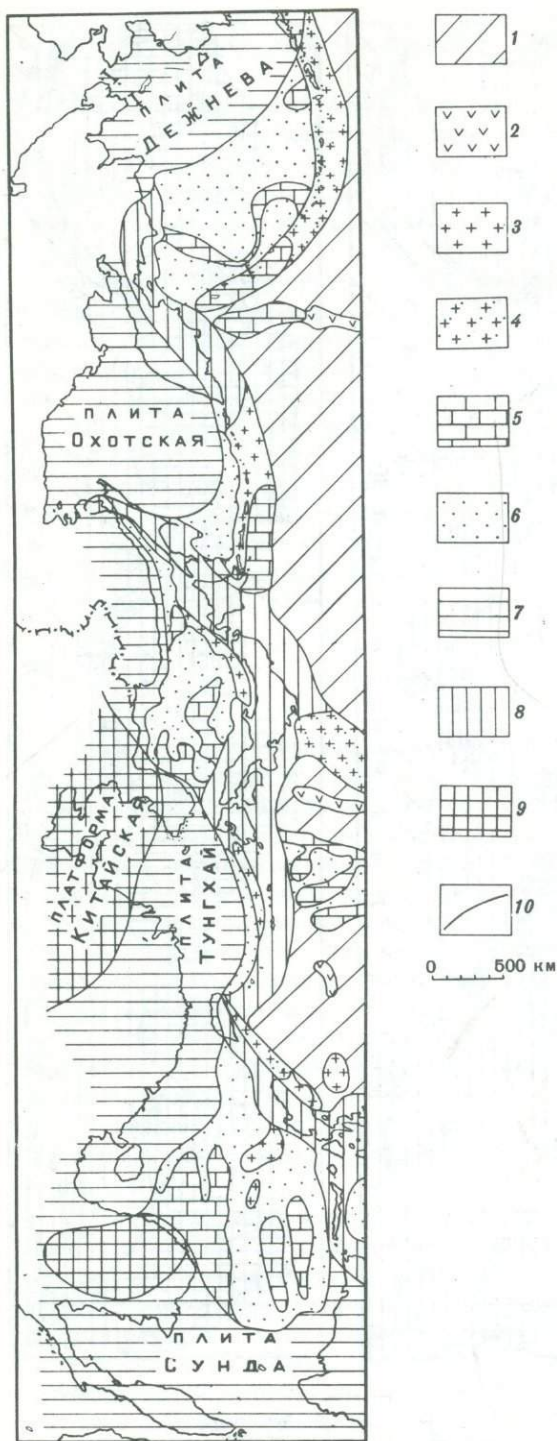 ПЛИТА
ДЕЖНЕВА
ПЛИТА
ОХОТСКАЯ
ПЛАТФОРМА
КИТАЙСКАЯ
ПЛИТА
ТУНГХАЙ
ПЛИТА
СУНДА
1
2
3
4
5
6
7
8
9
10
0 500 км